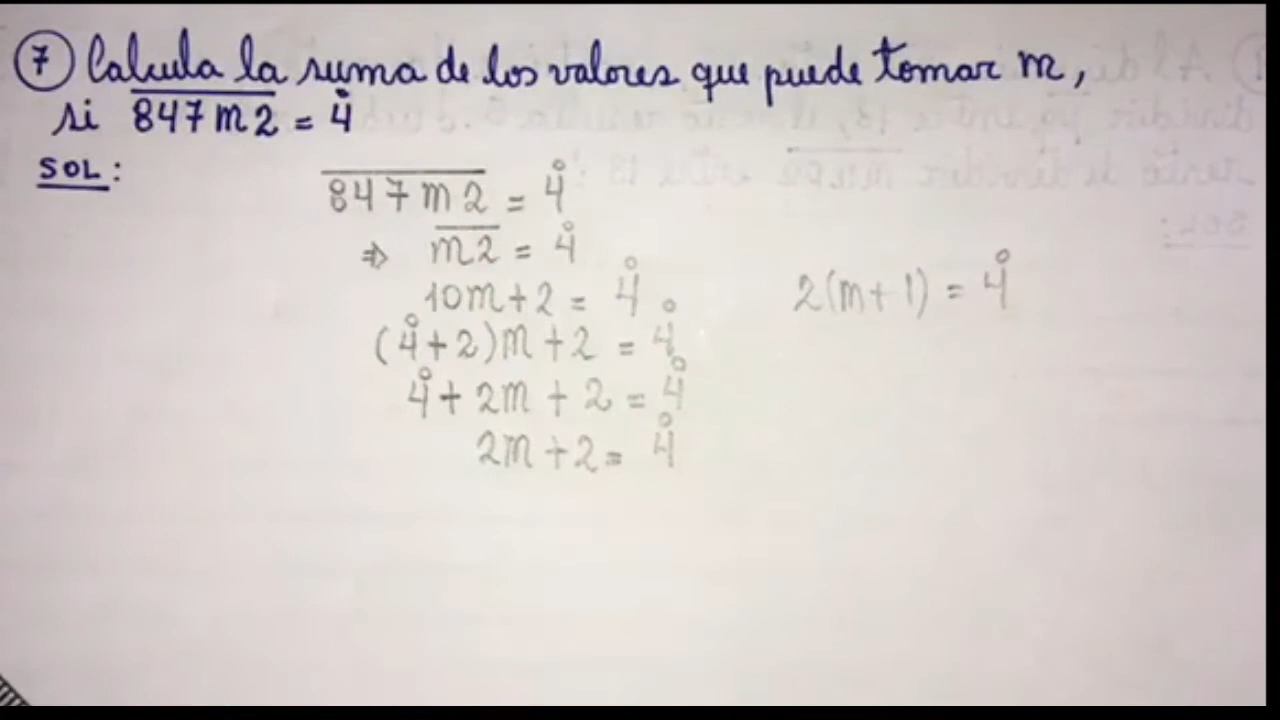 7 Calcula la suma de los valores que puede tomar m,
si 847m2 = 4̊
SOL:
847m2 = 4̊
⇒ m2 = 4̊
10m+2 = 4̊
(4̊+2)m+2 = 4̊
4̊+2m+2 = 4̊
2m+2 = 4̊
2(m+1) = 4̊